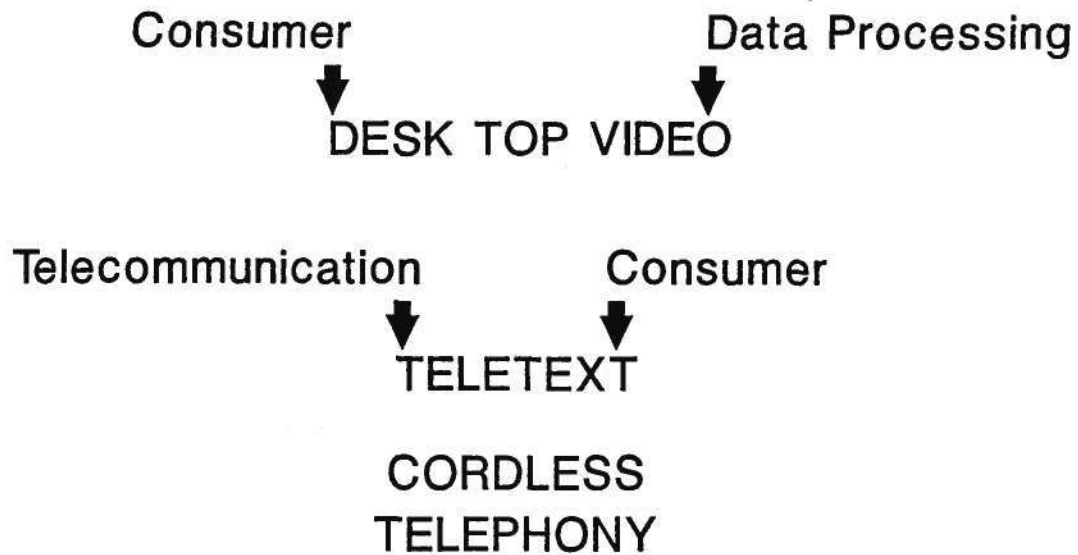 Consumer Data Processing
DESK TOP VIDEO
Telecommunication Consumer
TELETEXT
CORDLESS
TELEPHONY